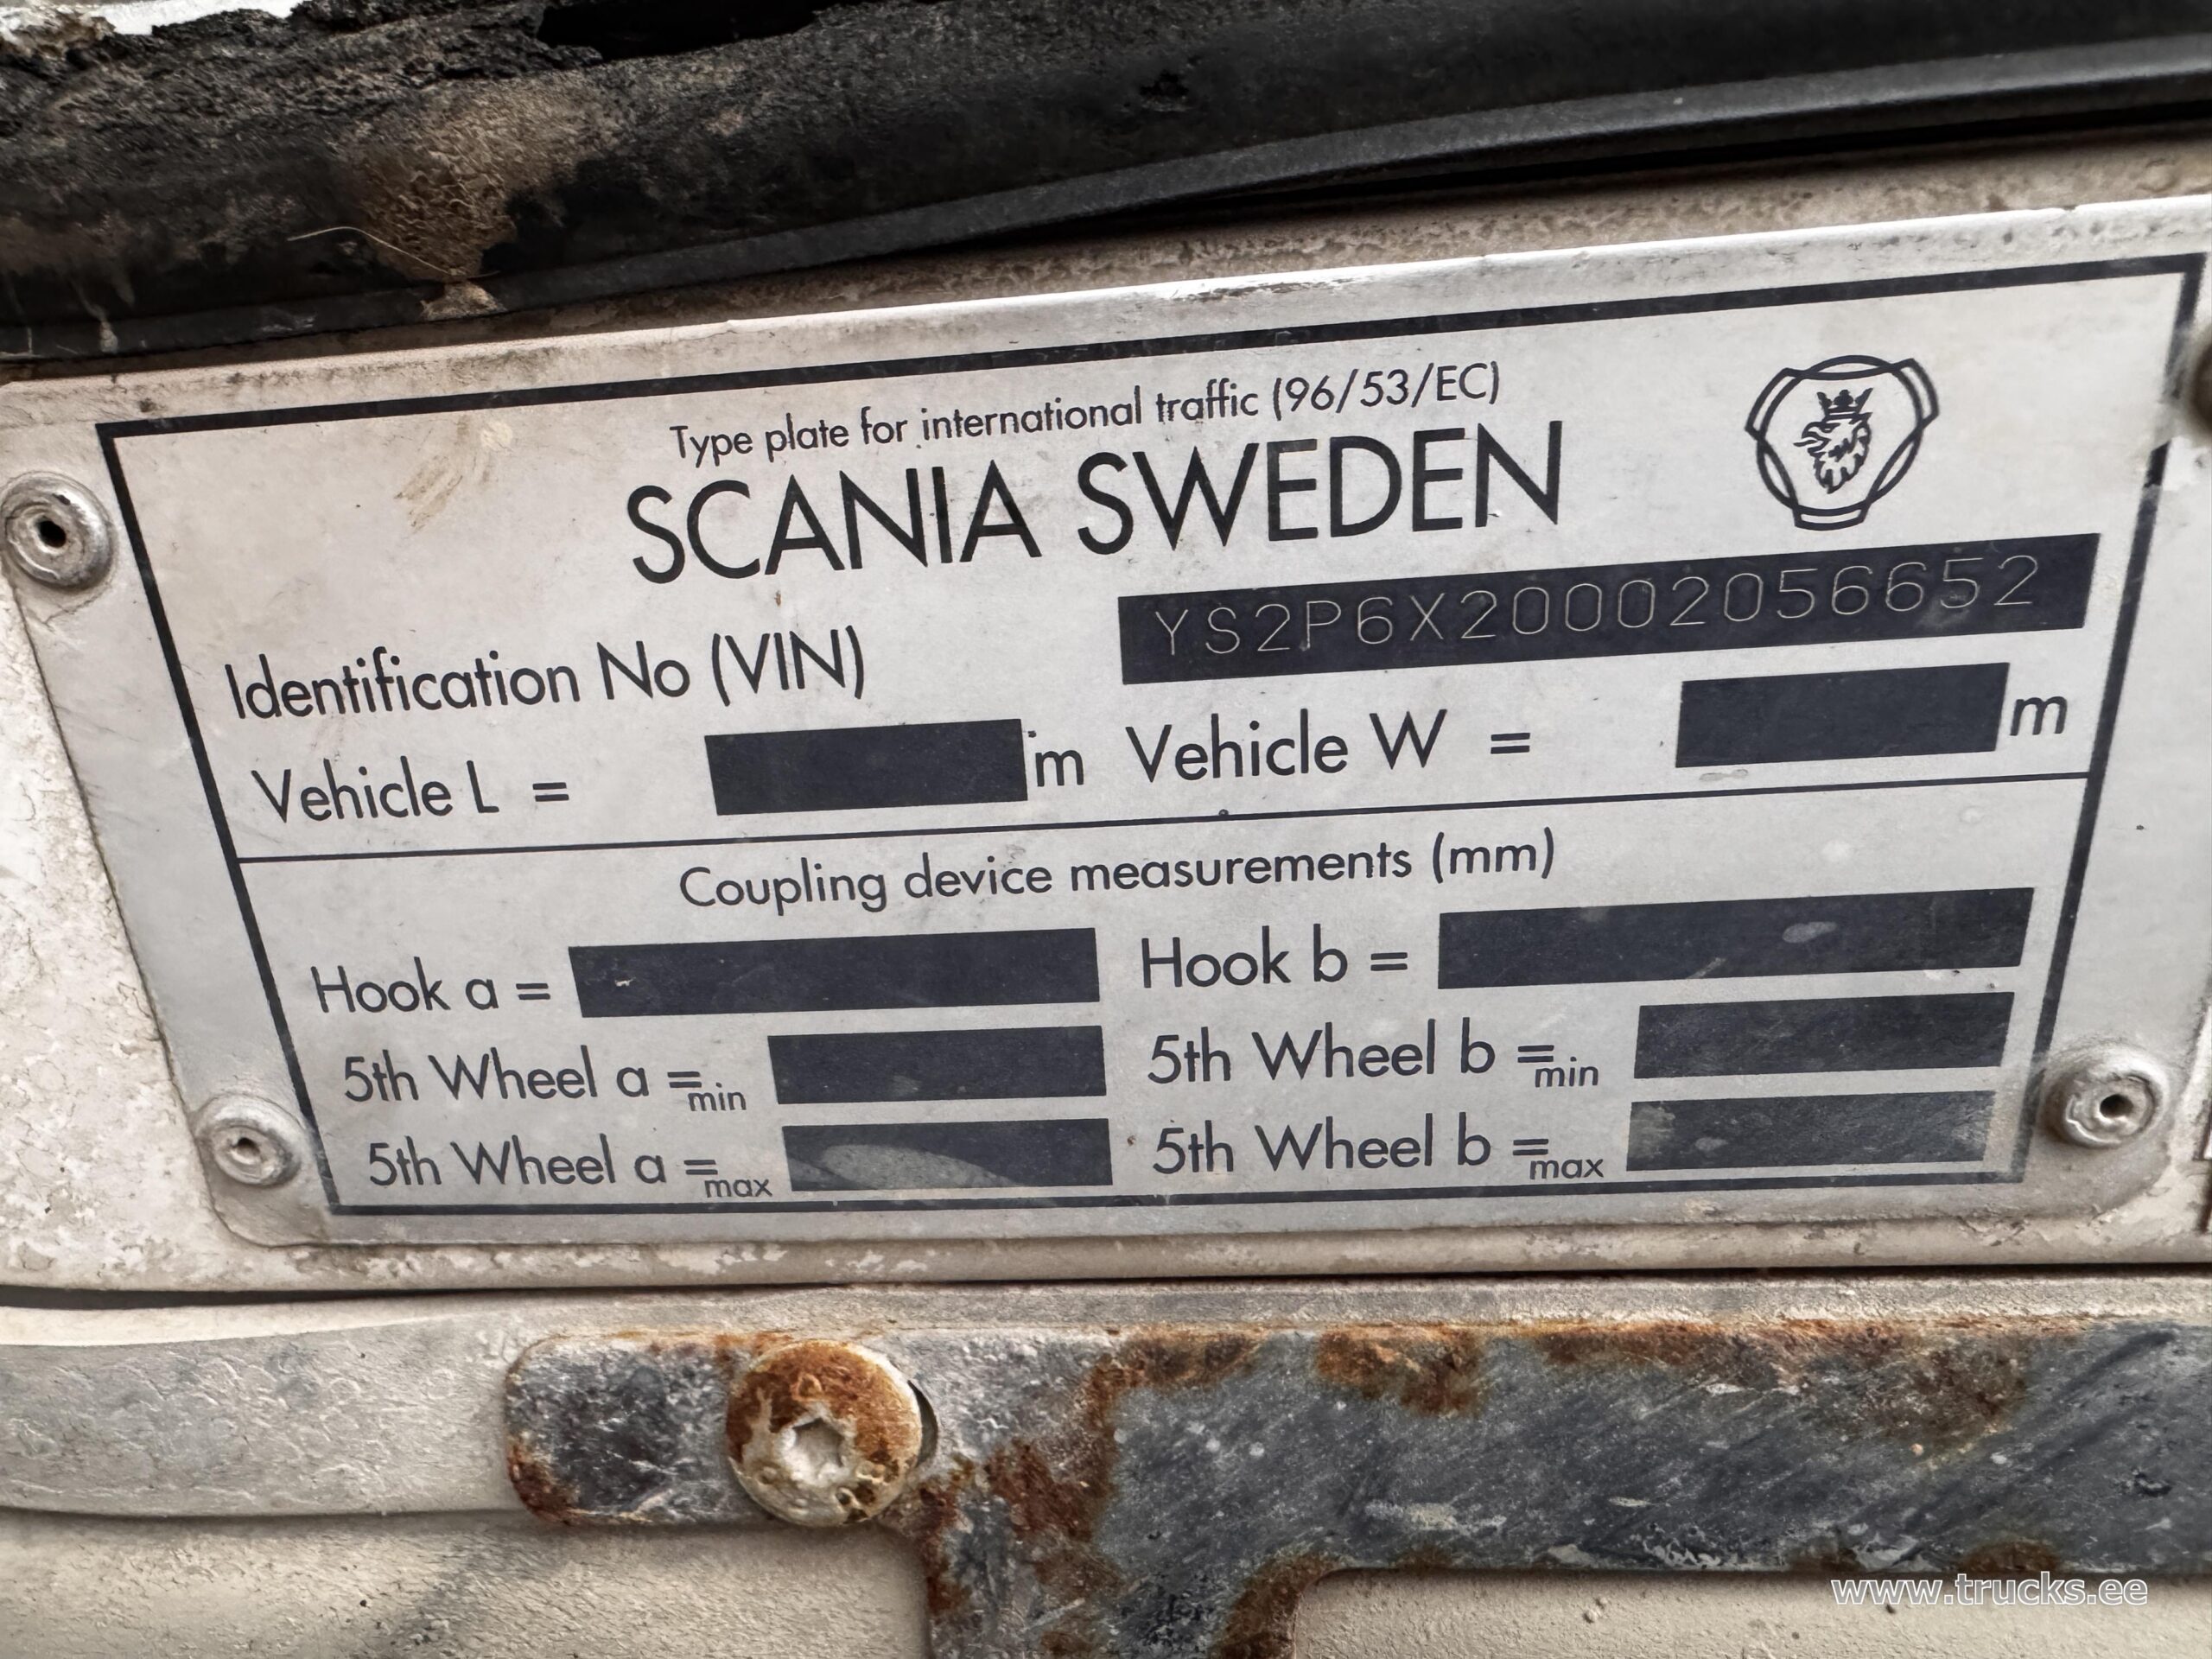 Type plate for international traffic (96/53/EC)
SCANIA SWEDEN
Identification No (VIN) YS2P6X20002056652
Vehicle L = m Vehicle W = m
Coupling device measurements (mm)
Hook a = Hook b =
5th Wheel a =min 5th Wheel b =min
5th Wheel a =max 5th Wheel b =max
www.trucks.ee